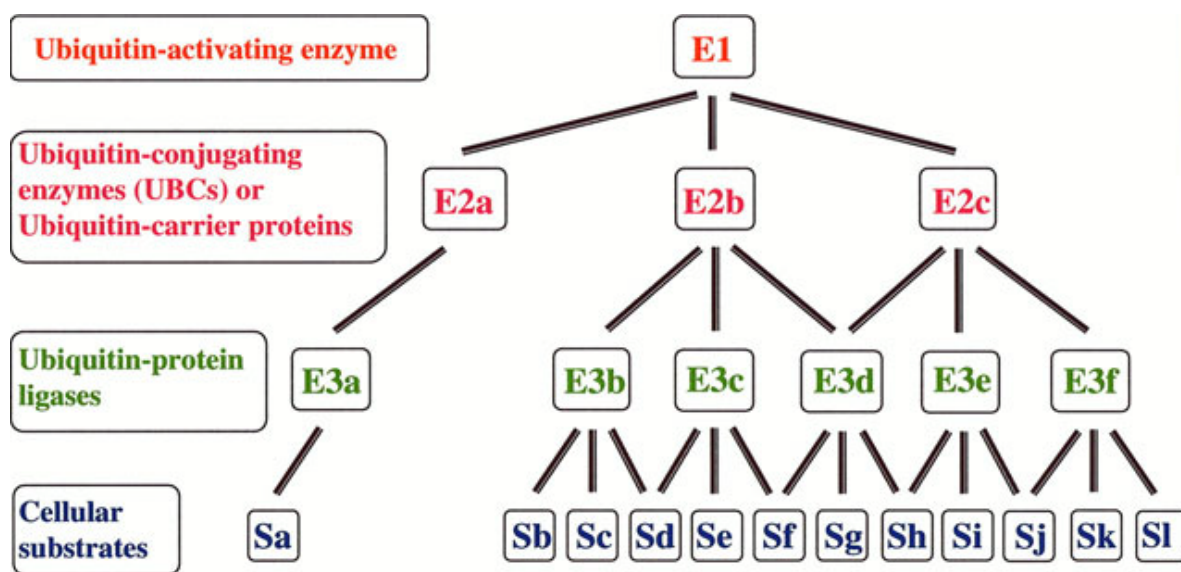 Ubiquitin-activating enzyme
E1
Ubiquitin-conjugating
enzymes (UBCs) or
Ubiquitin-carrier proteins
E2a E2b E2c
Ubiquitin-protein
ligases
E3a E3b E3c E3d E3e E3f
Cellular
substrates
Sa Sb Sc Sd Se Sf Sg Sh Si Sj Sk Sl